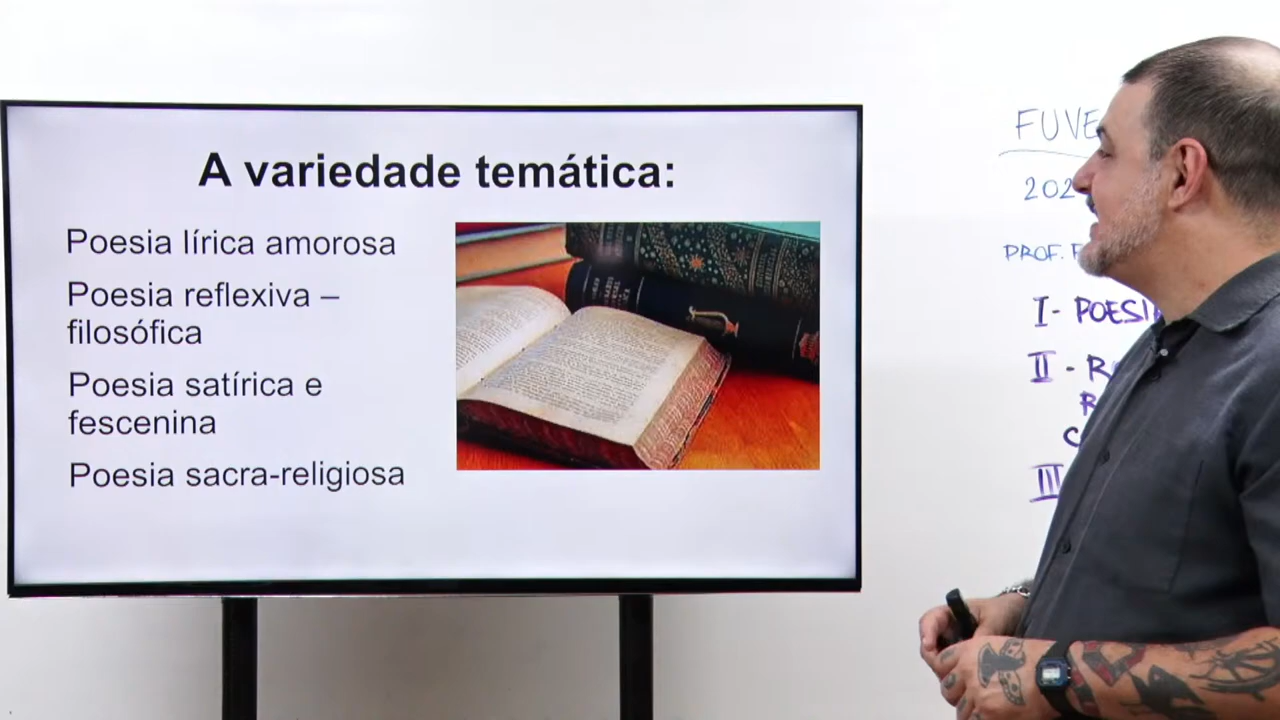 A variedade temática:
Poesia lírica amorosa
Poesia reflexiva –
filosófica
Poesia satírica e
fescenina
Poesia sacra-religiosa
FUVE
202
PROF. F
I- POESI
II - R
R
C
III